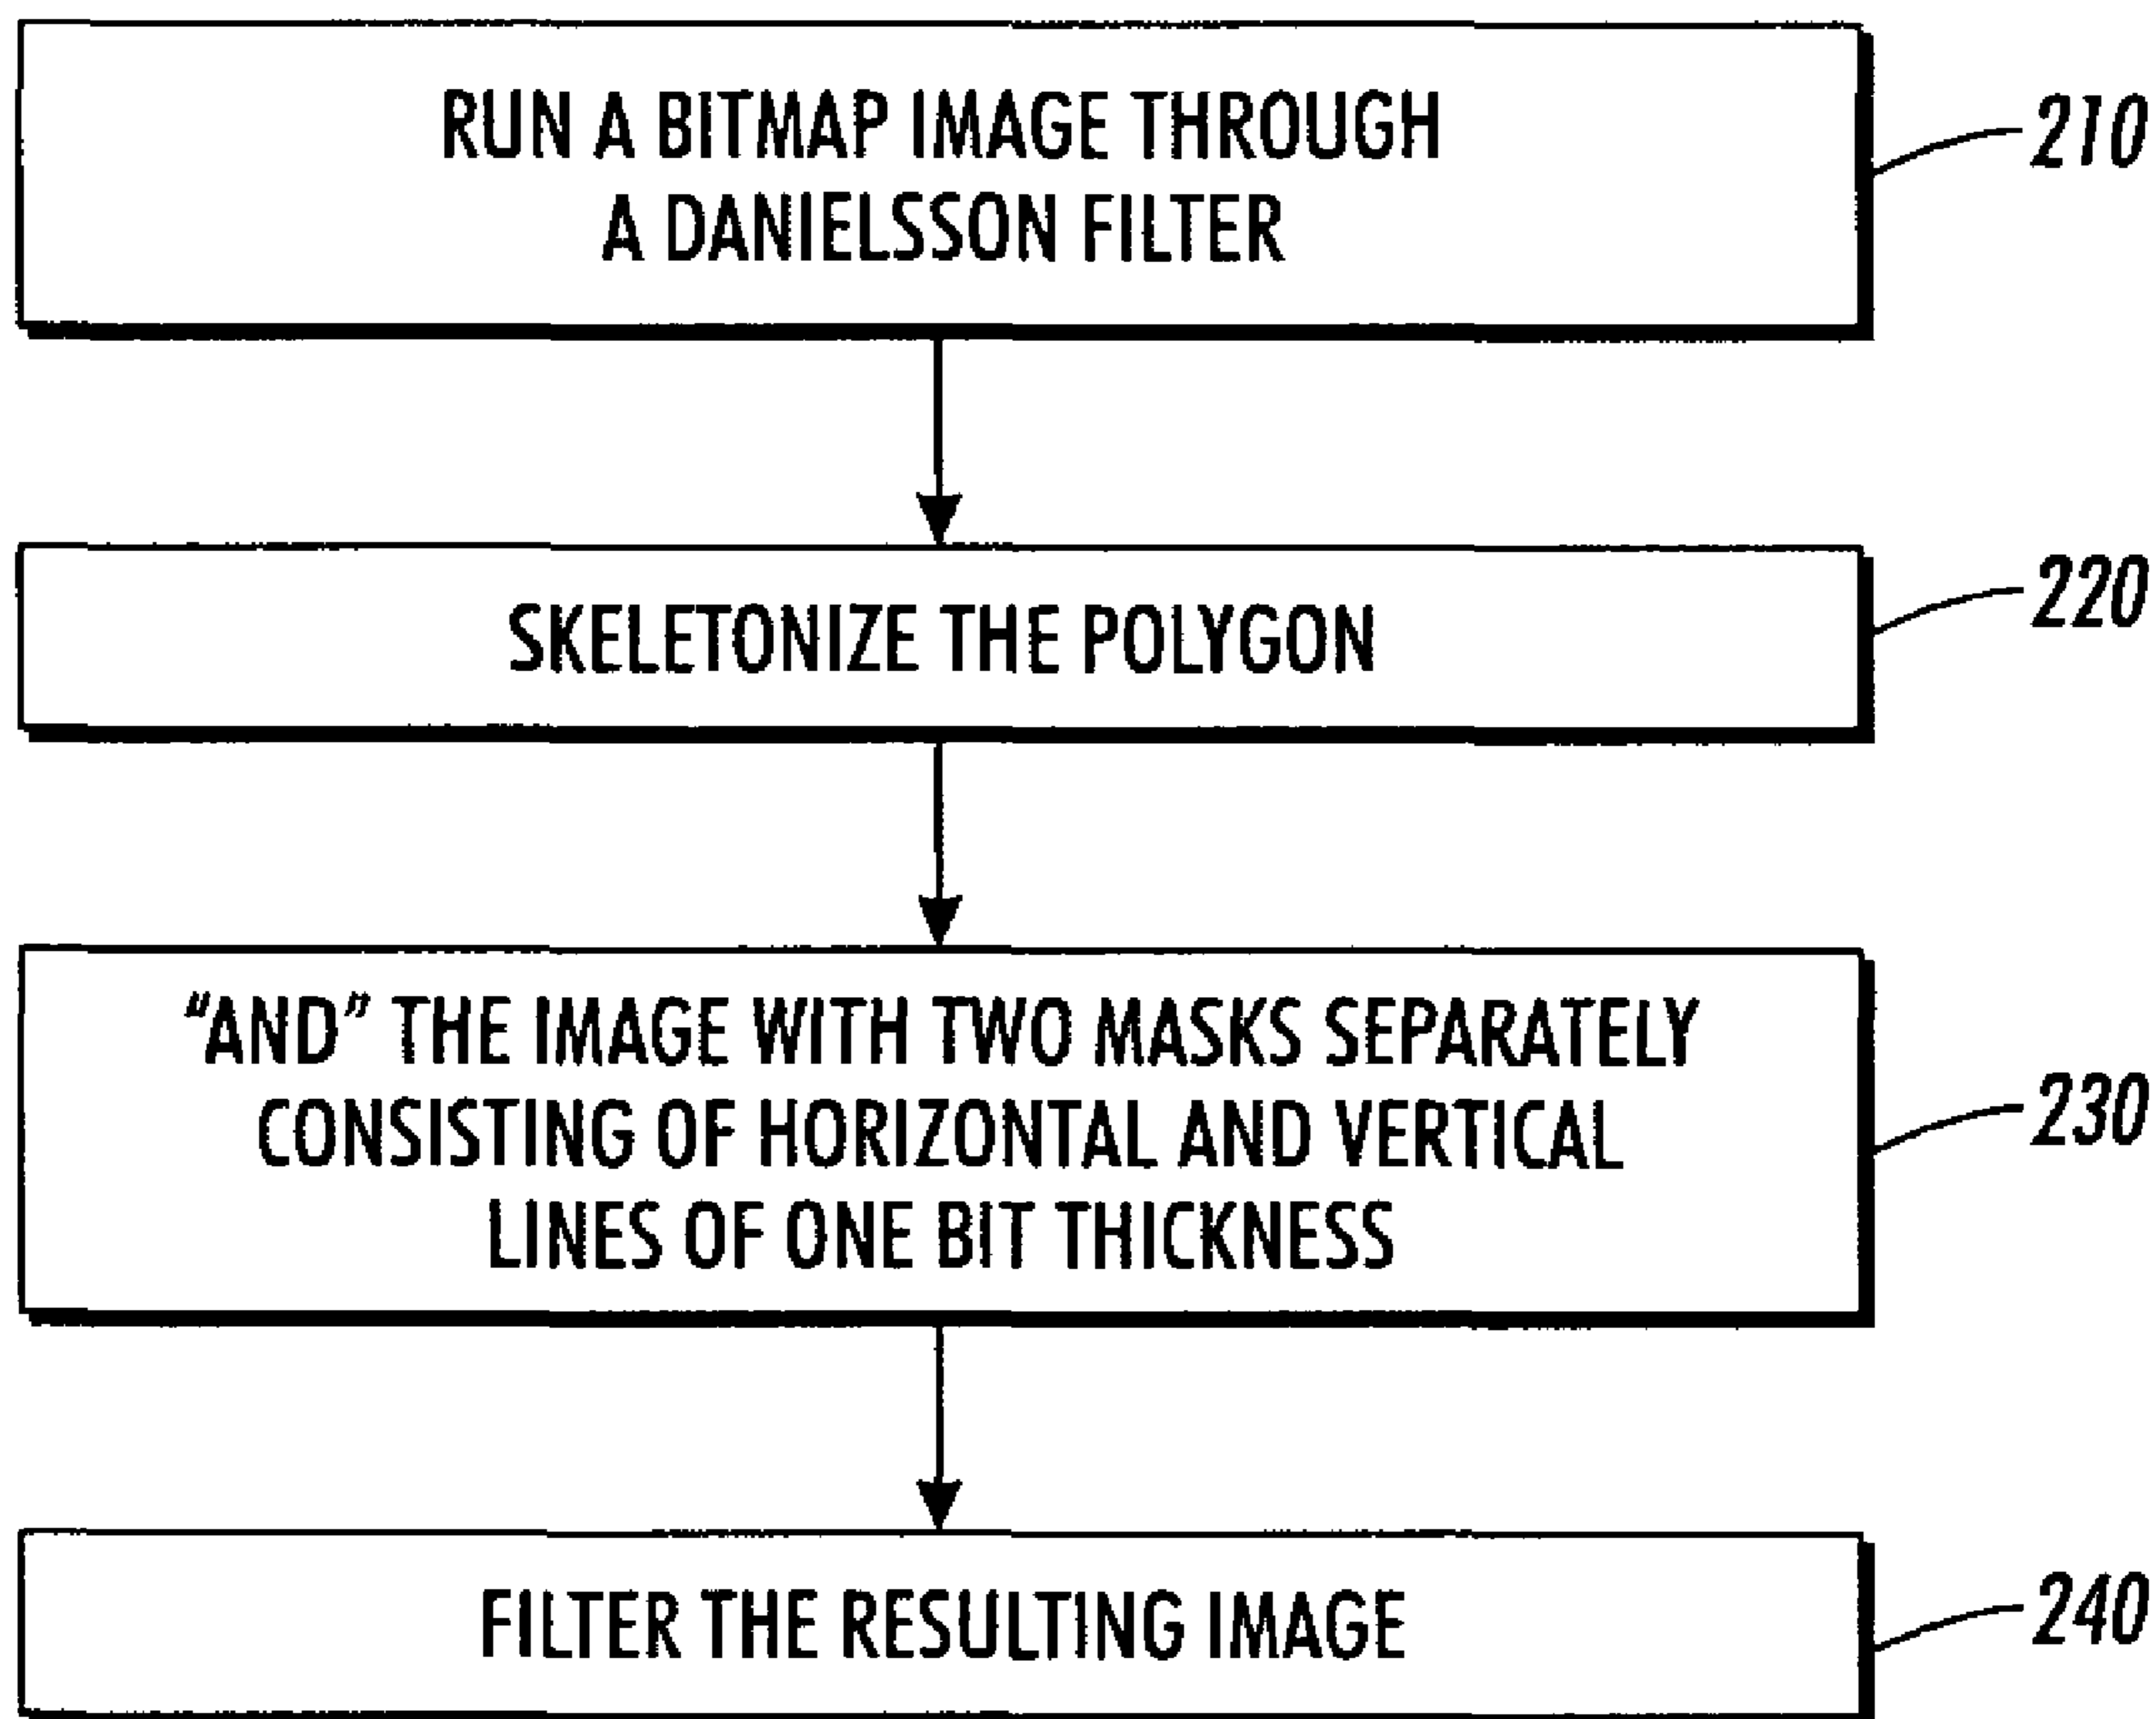 RUN A BITMAP IMAGE THROUGH
A DANIELSSON FILTER
210
SKELETONIZE THE POLYGON
220
“AND” THE IMAGE WITH TWO MASKS SEPARATELY
CONSISTING OF HORIZONTAL AND VERTICAL
LINES OF ONE BIT THICKNESS
230
FILTER THE RESULTING IMAGE
240